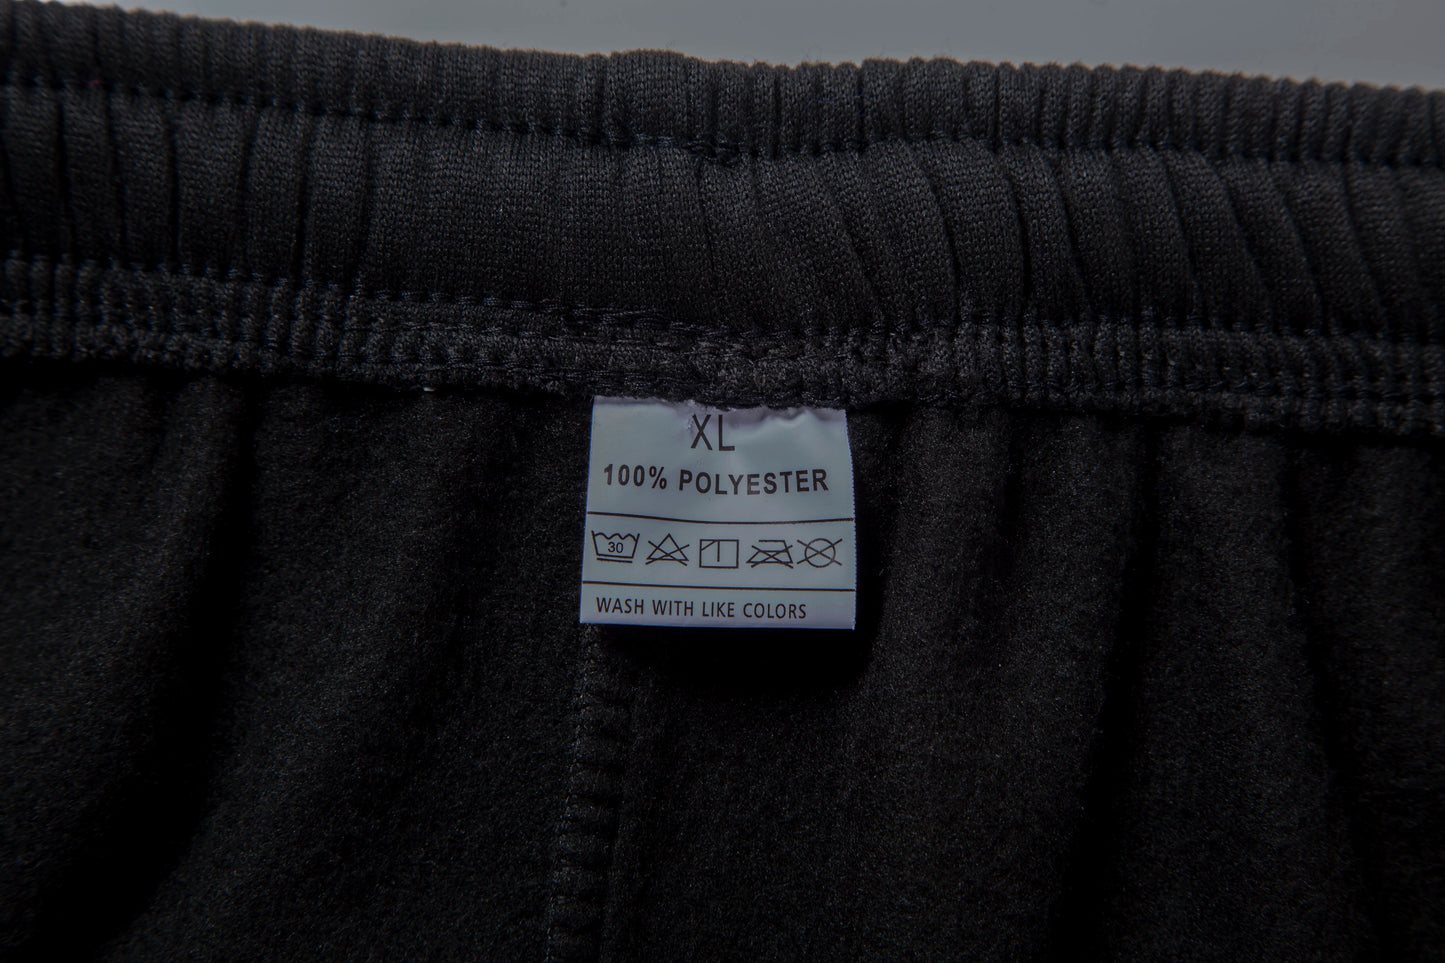 XL
100% POLYESTER
30
WASH WITH LIKE COLORS